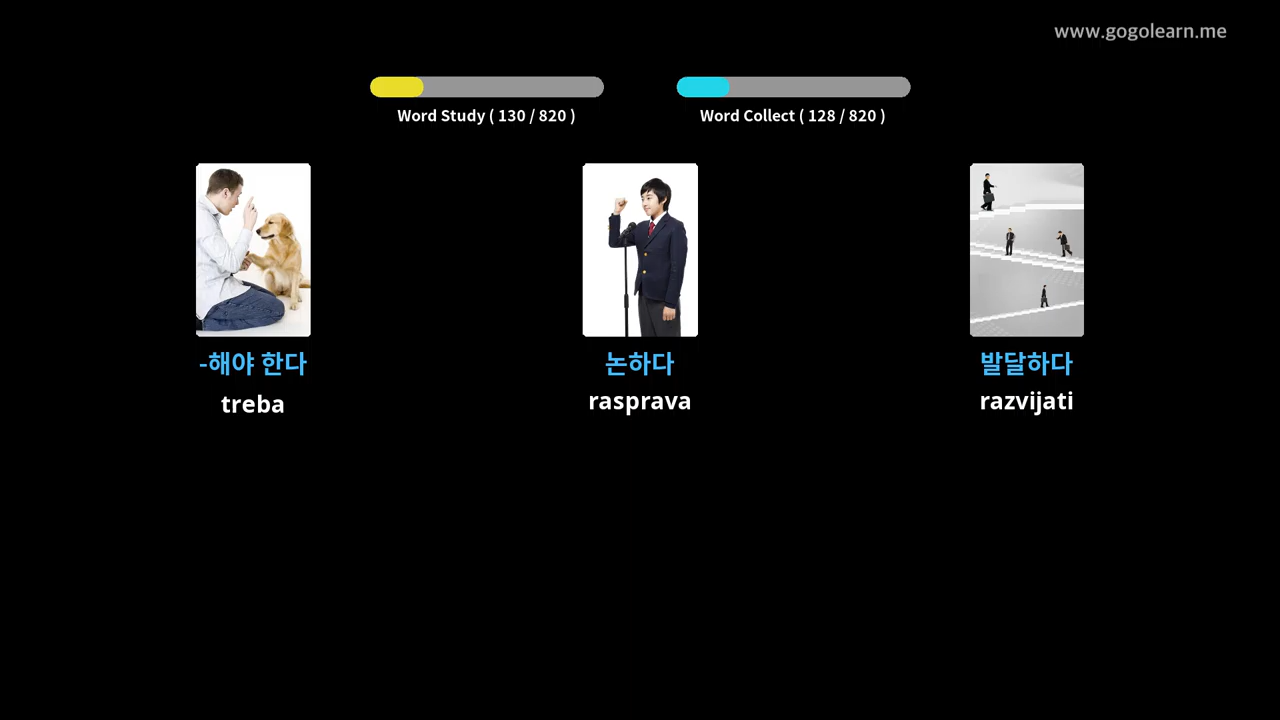 www.gogolearn.me
Word Study ( 130 / 820 )
Word Collect ( 128 / 820 )
-해야 한다
treba
논하다
rasprava
발달하다
razvijati